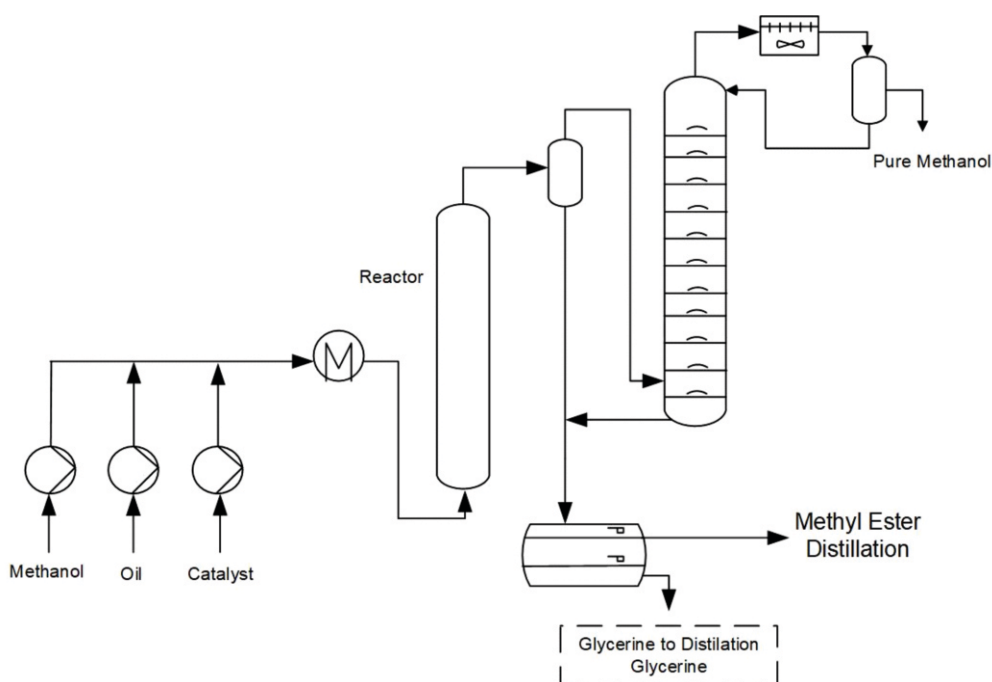 Pure Methanol
Reactor
Methanol
Oil
Catalyst
Methyl Ester
Distillation
Glycerine to Distilation
Glycerine